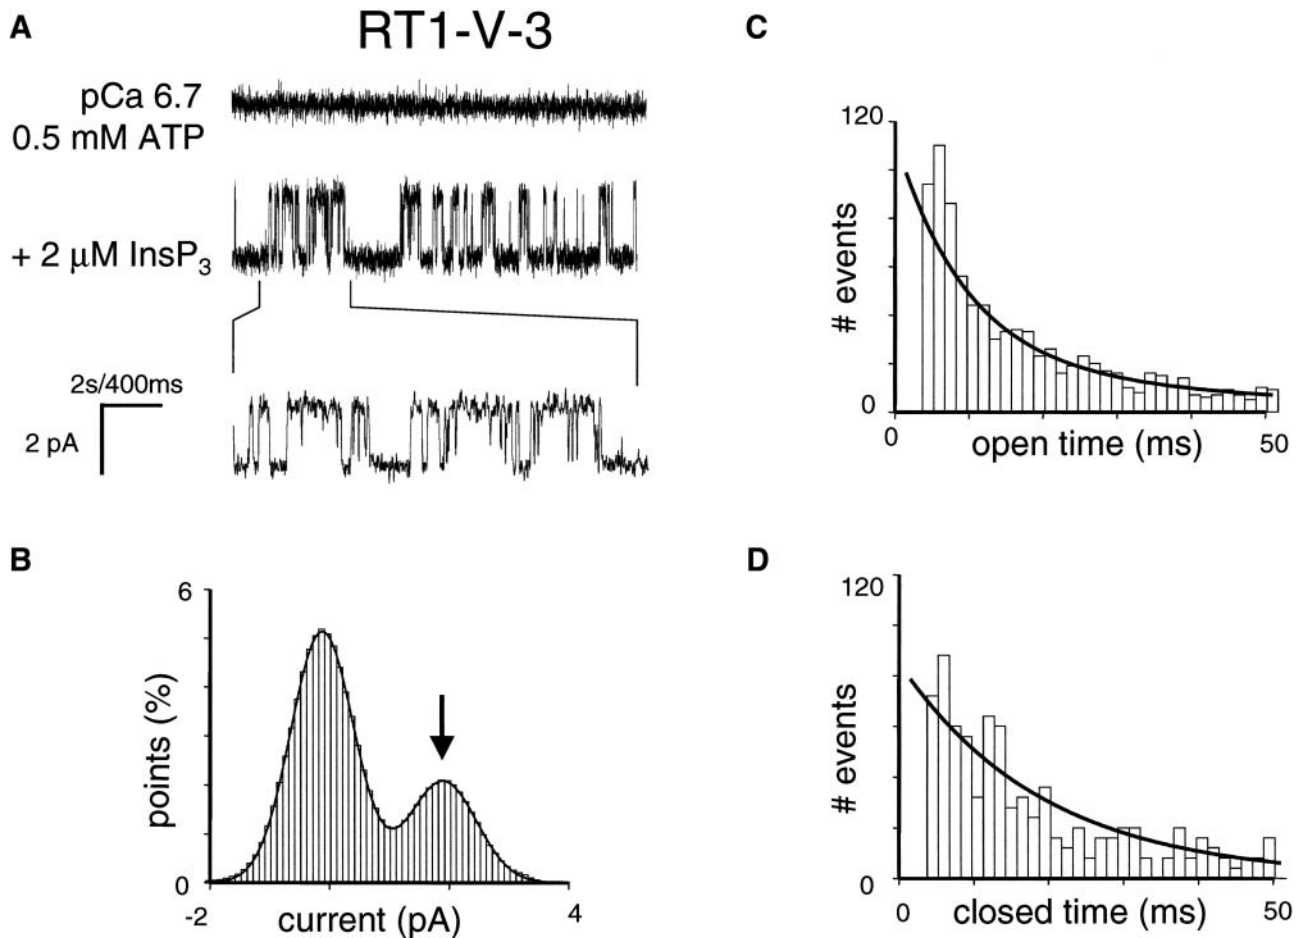 A
RT1-V-3
pCa 6.7
0.5 mM ATP
+ 2 μM InsP3
2s/400ms
2 pA
B
6
points (%)
0
-2
current (pA)
4
C
120
# events
0
0
open time (ms)
50
D
120
# events
0
0
closed time (ms)
50